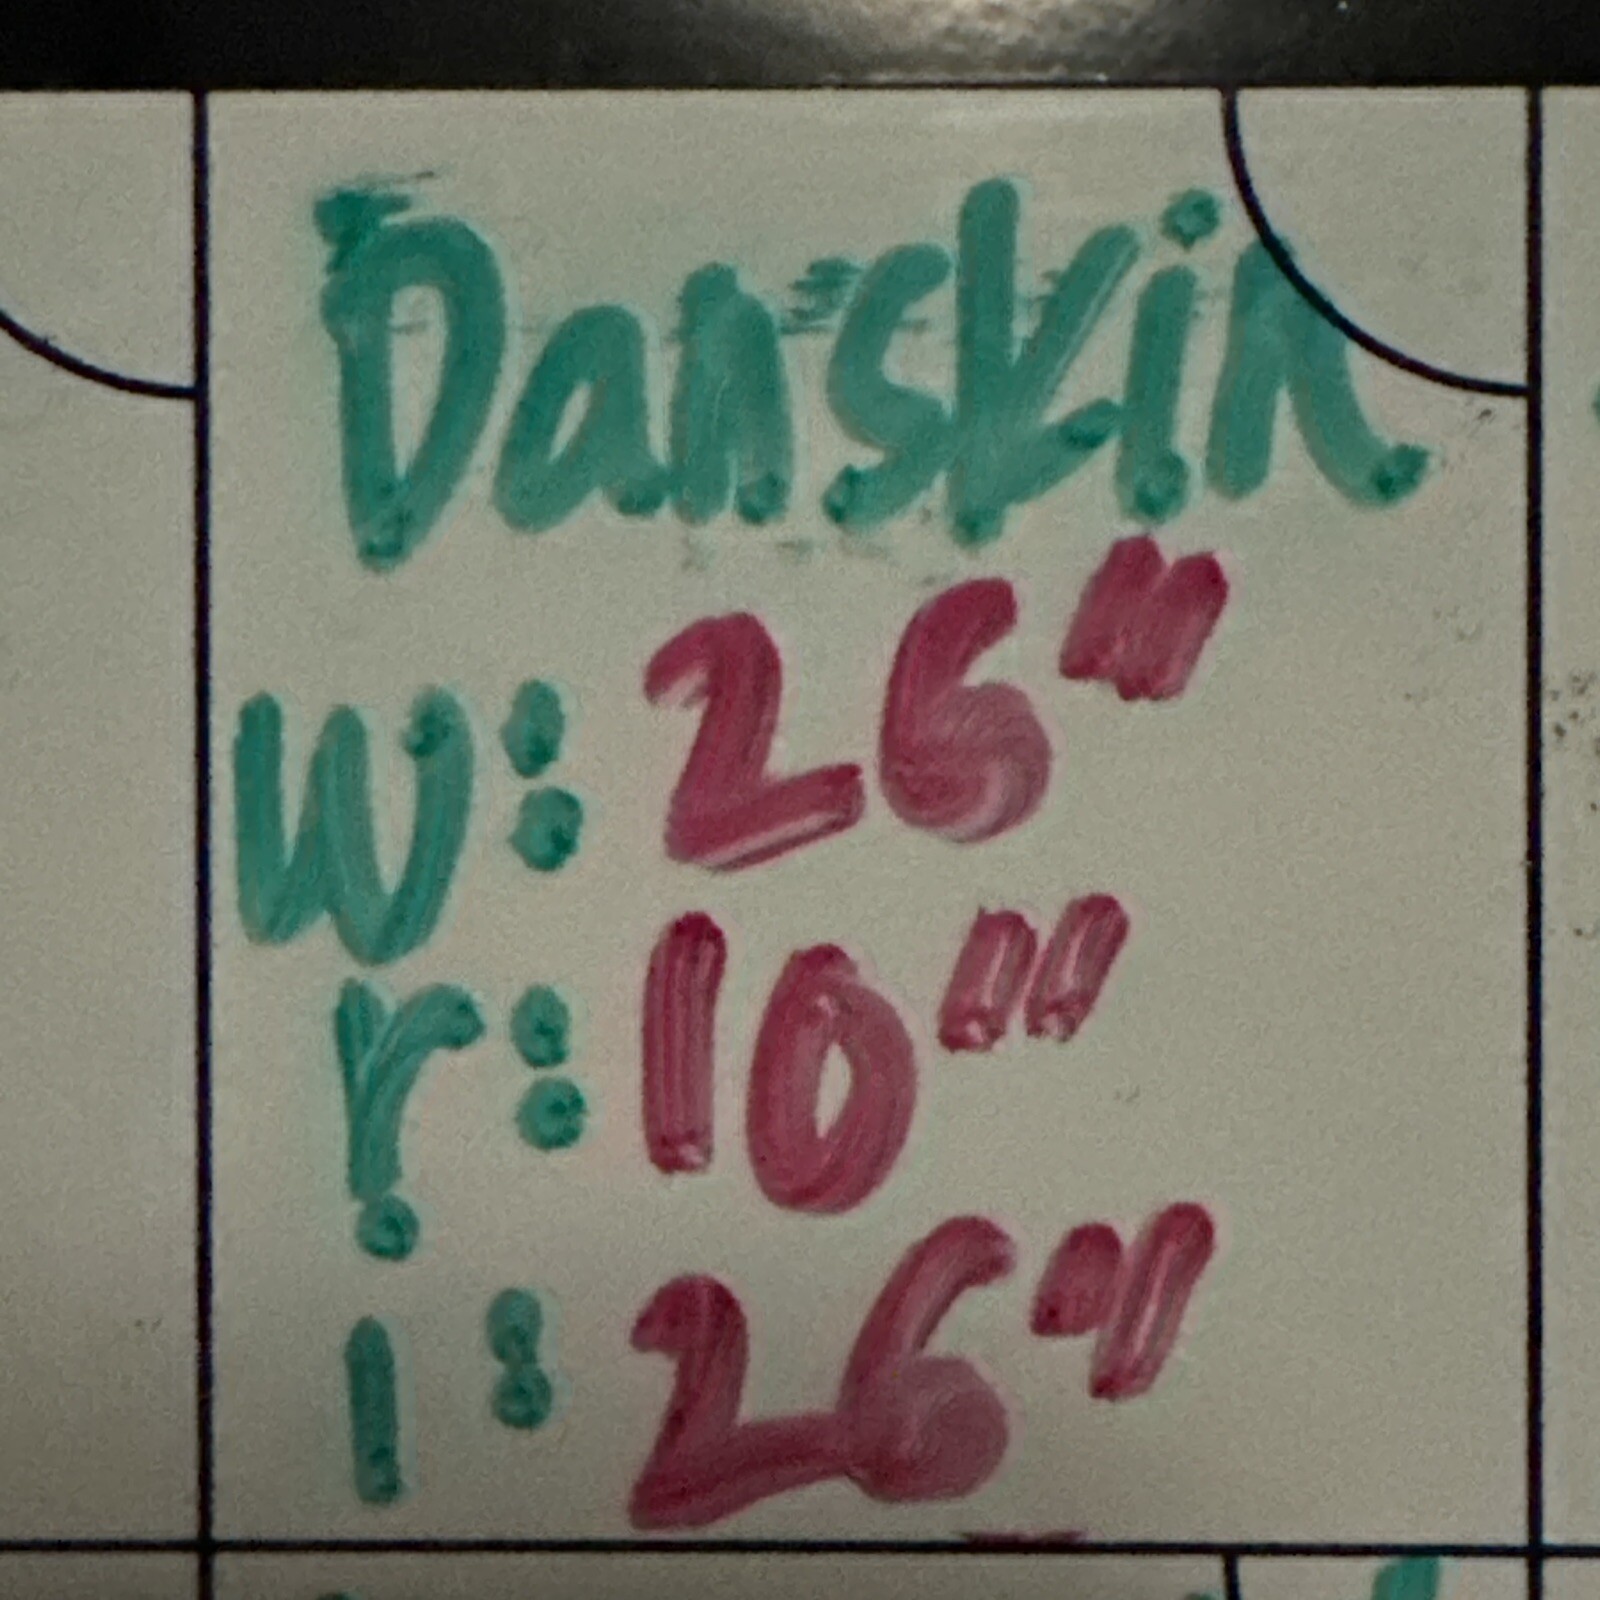 Danskin
w: 26"
r: 10"
l: 26"